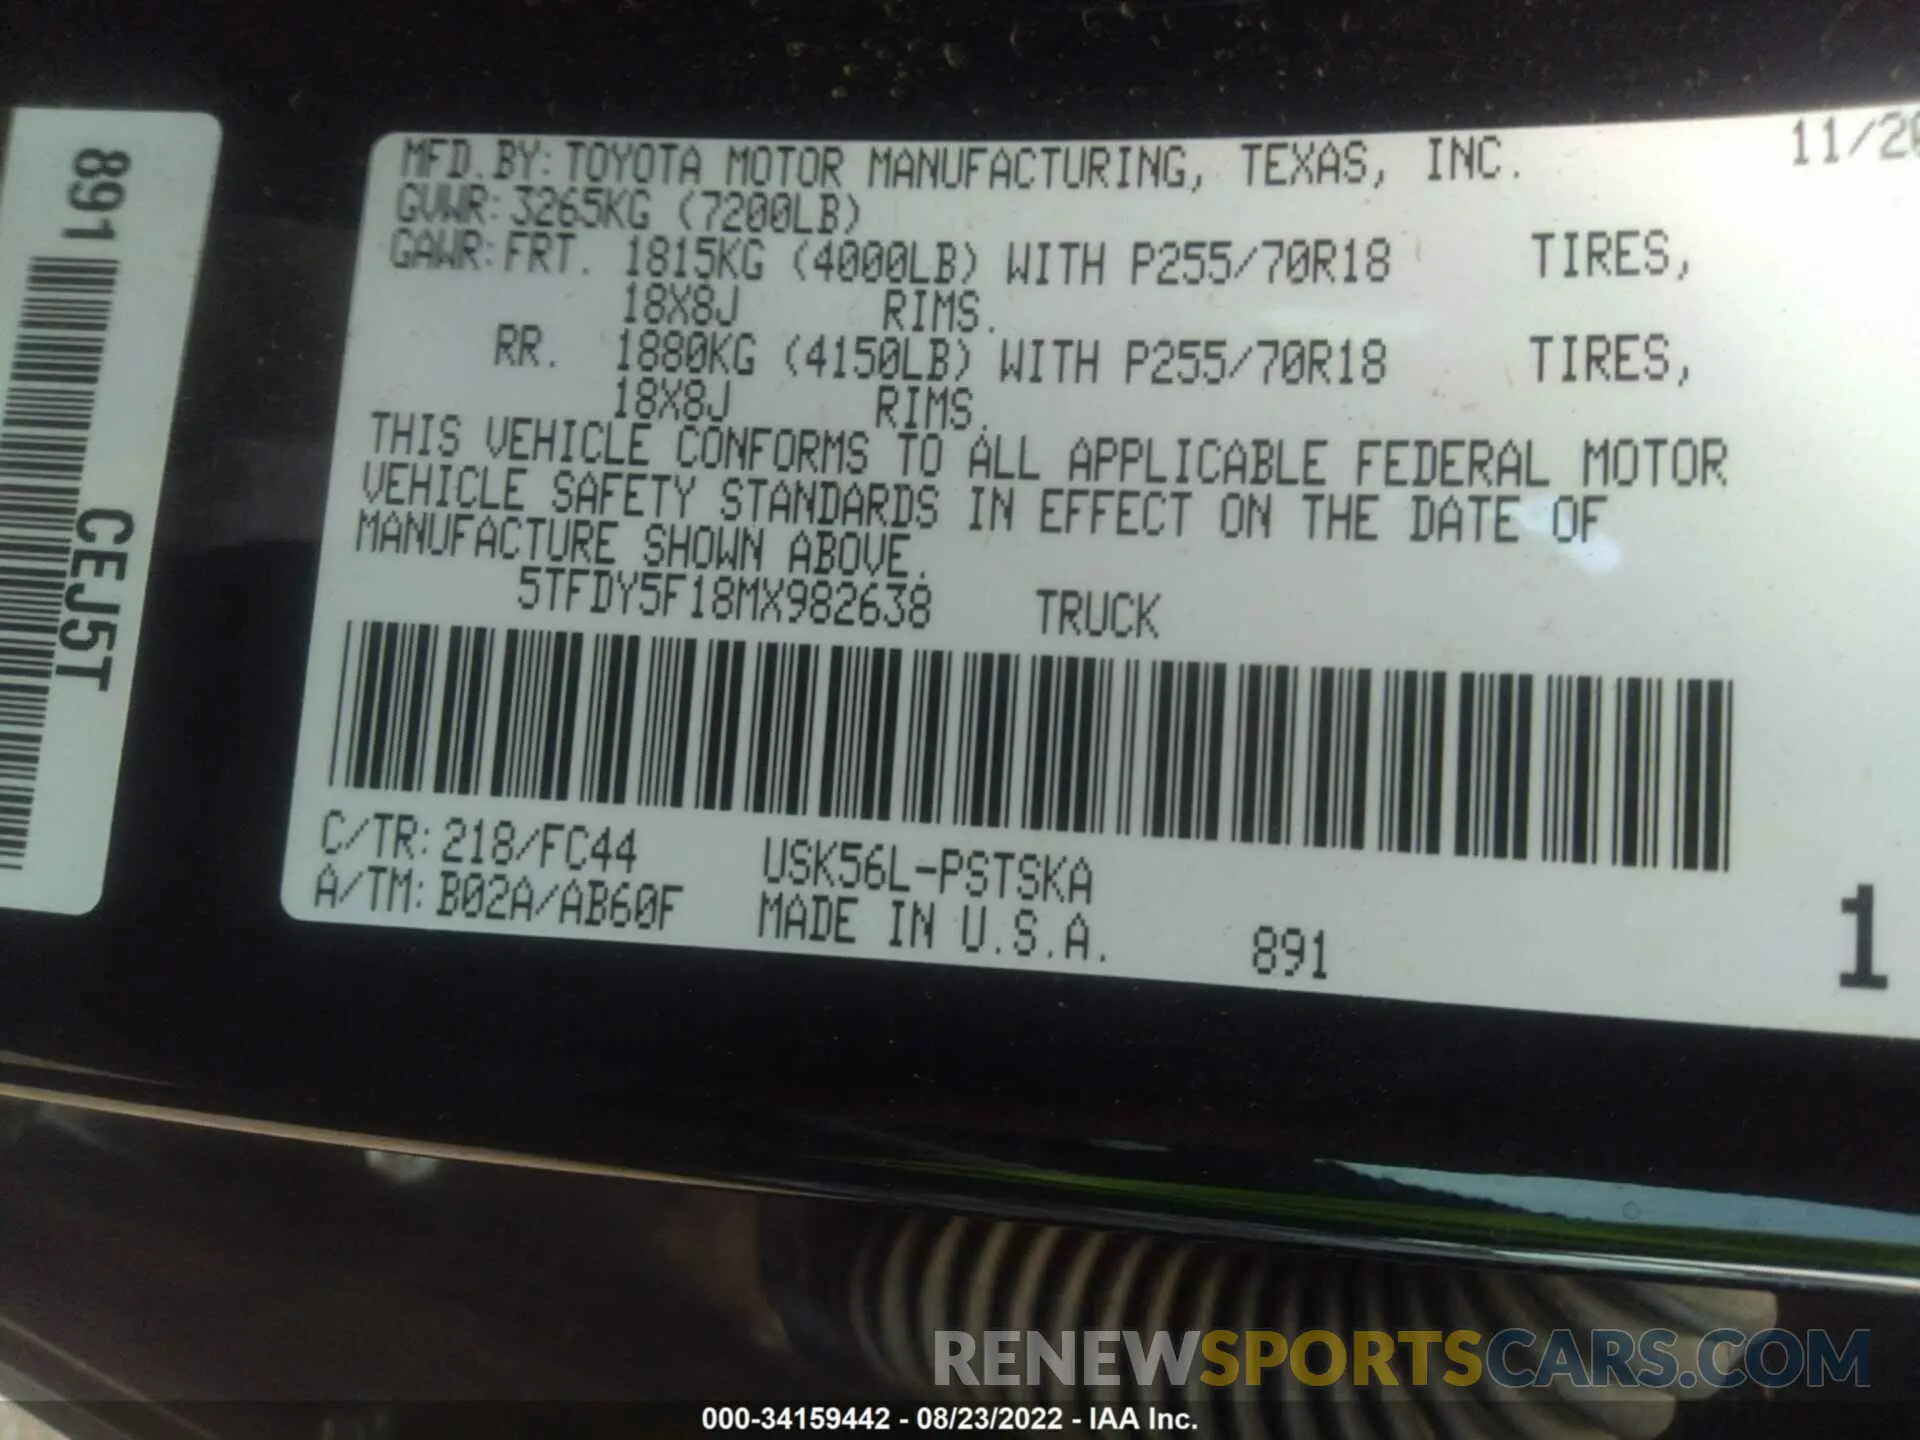 891
CEJ5T
MFD.BY:TOYOTA MOTOR MANUFACTURING, TEXAS, INC. 11/20
GVWR:3265KG (7200LB)
GAWR:FRT. 1815KG (4000LB) WITH P255/70R18 TIRES,
18X8J RIMS.
RR. 1880KG (4150LB) WITH P255/70R18 TIRES,
18X8J RIMS.
THIS VEHICLE CONFORMS TO ALL APPLICABLE FEDERAL MOTOR
VEHICLE SAFETY STANDARDS IN EFFECT ON THE DATE OF
MANUFACTURE SHOWN ABOVE.
5TFDY5F18MX982638 TRUCK
C/TR:218/FC44 USK56L-PSTSKA
A/TM:B02A/AB60F MADE IN U.S.A. 891
1
RENEWSPORTSCARS.COM
000-34159442 - 08/23/2022 - IAA Inc.